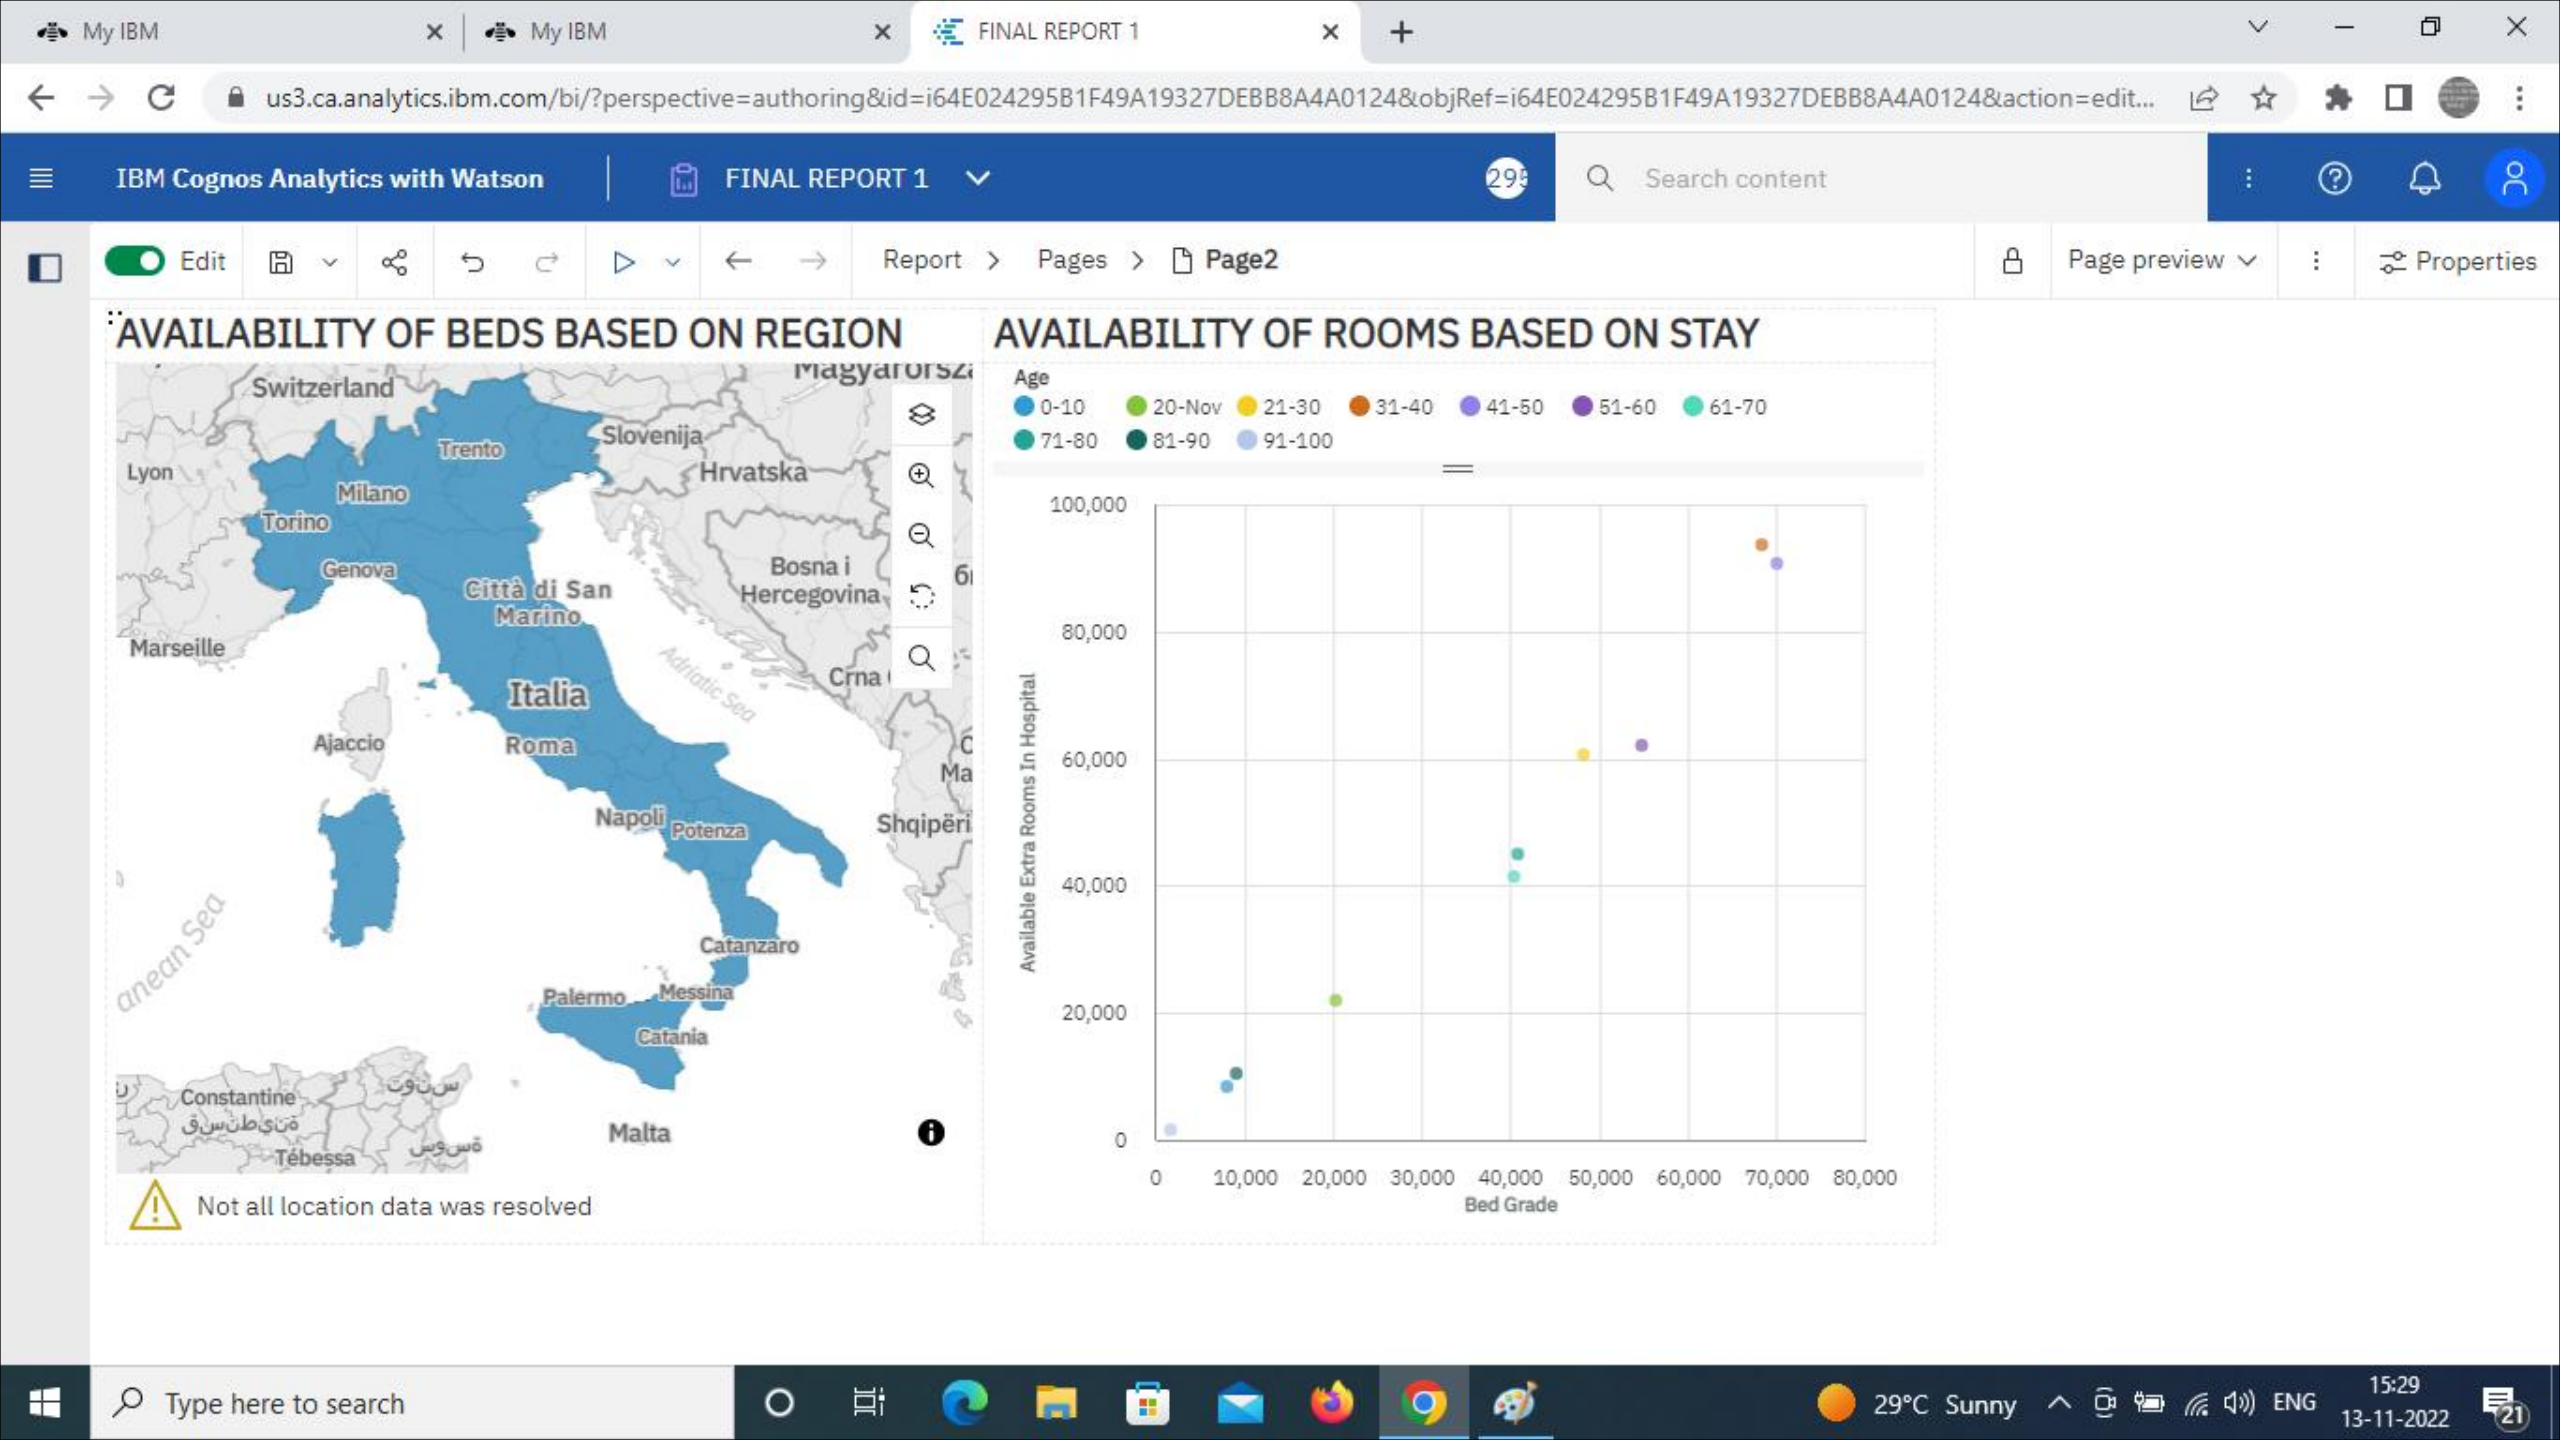 My IBM
My IBM
FINAL REPORT 1
us3.ca.analytics.ibm.com/bi/?perspective=authoring&id=i64E024295B1F49A19327DEBB8A4A0124&objRef=i64E024295B1F49A19327DEBB8A4A0124&action=edit...
IBM Cognos Analytics with Watson
FINAL REPORT 1
Search content
Edit
Report > Pages > Page2
Page preview
Properties
AVAILABILITY OF BEDS BASED ON REGION
Switzerland
Slovenija
Trento
Lyon
Hrvatska
Milano
Torino
Genova
Bosna i
Hercegovina
Città di San
Marino
Marseille
Adriatic Sea
Crna
Italia
Ajaccio
Roma
Napoli
Potenza
Shqipëri
anean Sea
Catanzaro
Palermo
Messina
Catania
Constantine
Malta
Tébessa
Not all location data was resolved
AVAILABILITY OF ROOMS BASED ON STAY
Age
0-10 20-Nov 21-30 31-40 41-50 51-60 61-70
71-80 81-90 91-100
Available Extra Rooms In Hospital
100,000
80,000
60,000
40,000
20,000
0
0 10,000 20,000 30,000 40,000 50,000 60,000 70,000 80,000
Bed Grade
Type here to search
29°C Sunny
ENG
15:29
13-11-2022
21